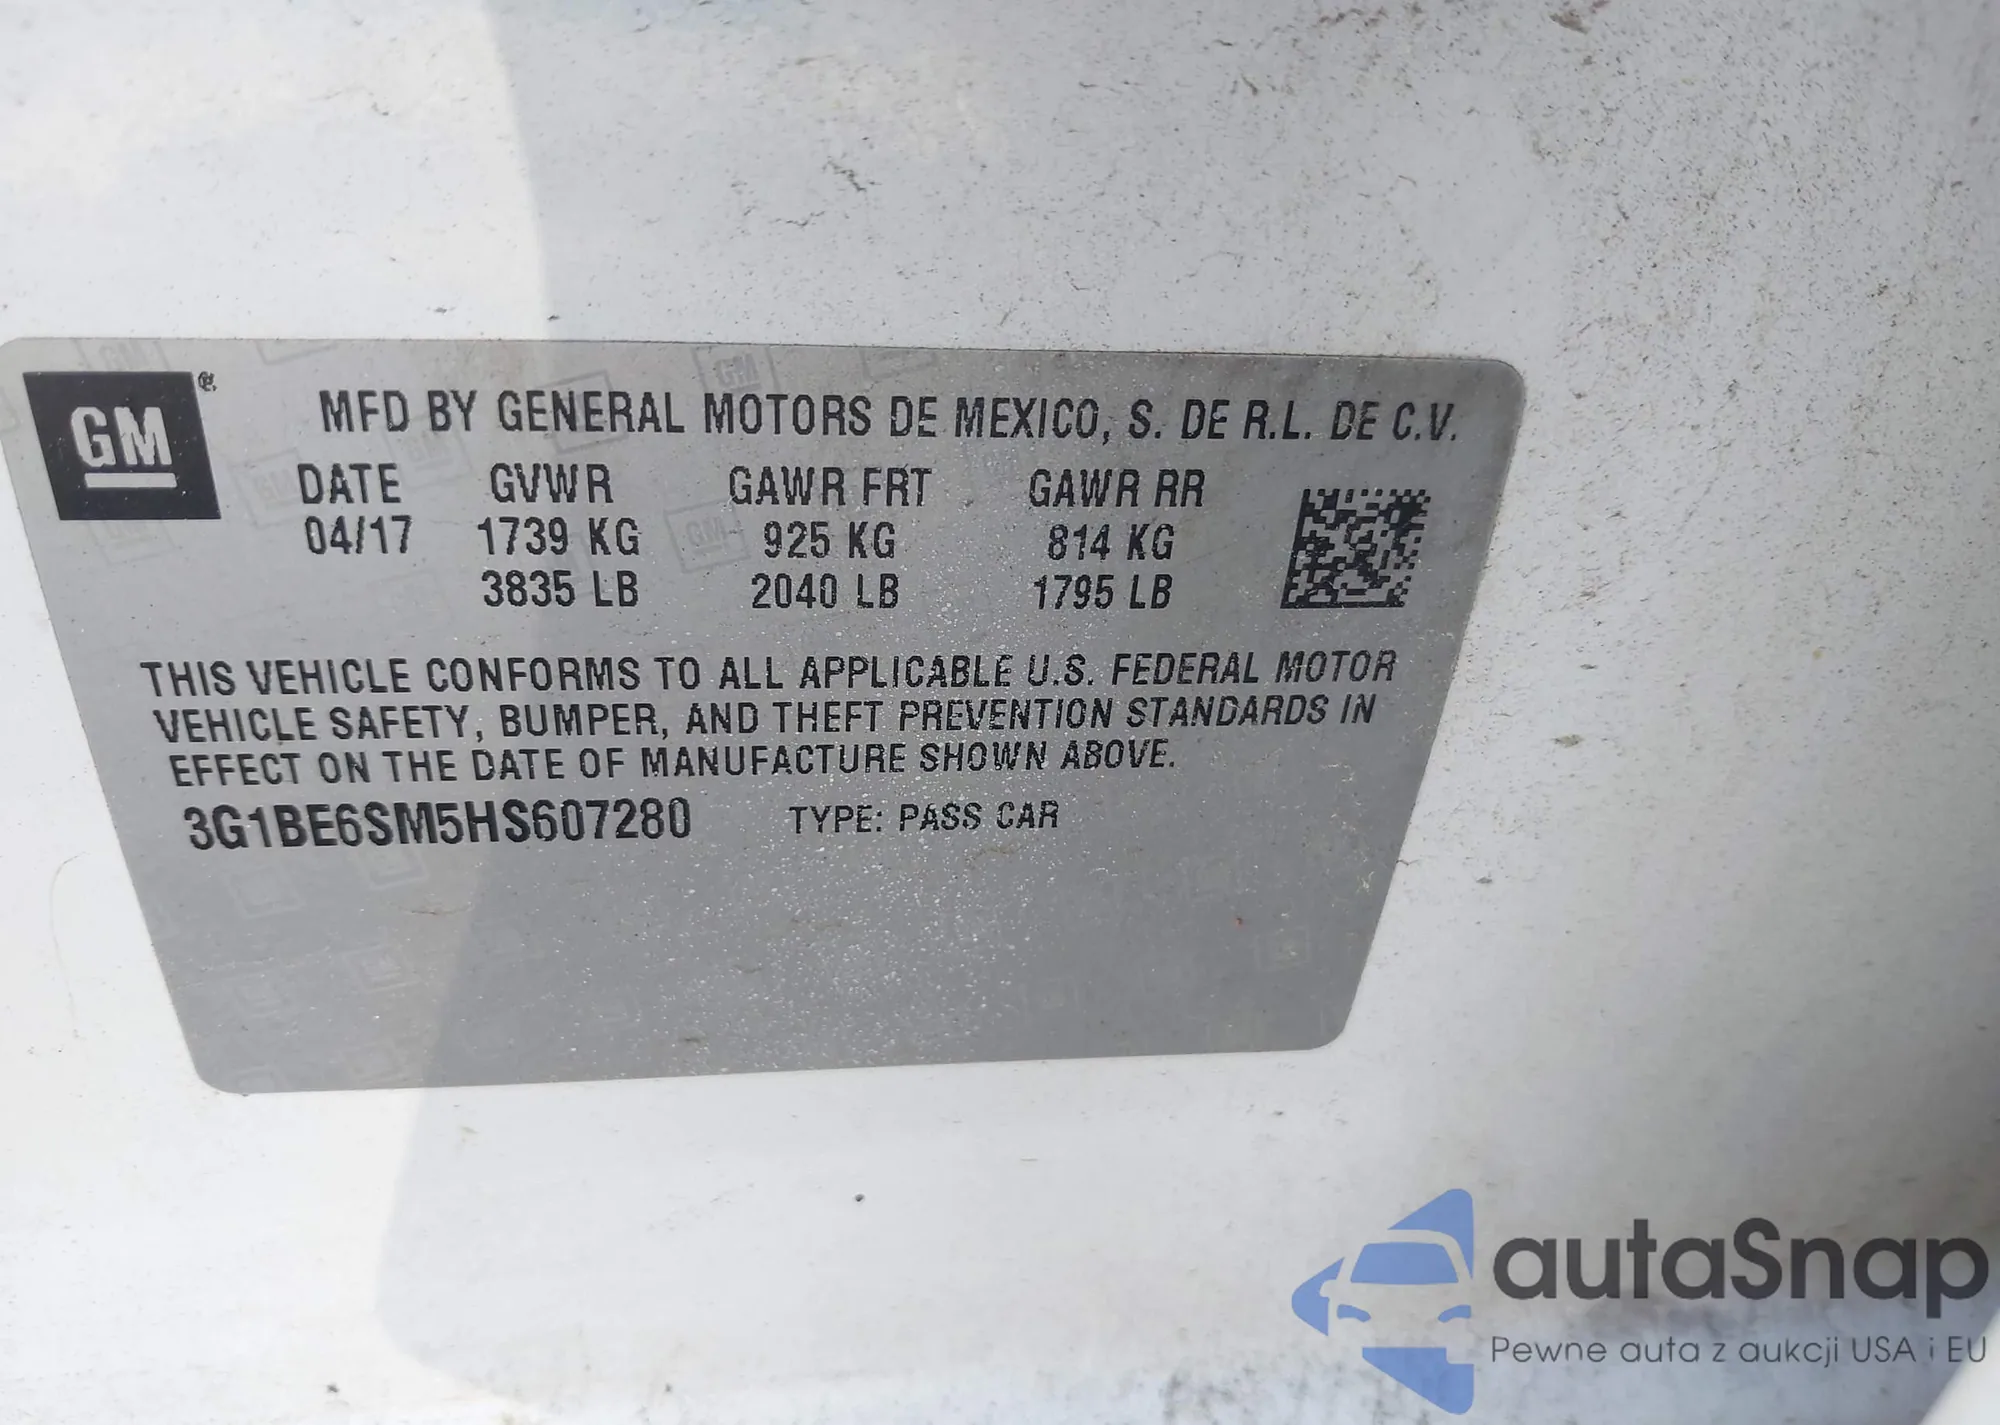 GM
MFD BY GENERAL MOTORS DE MEXICO, S. DE R.L. DE C.V.
DATE GVWR GAWR FRT GAWR RR
04/17 1739 KG 925 KG 814 KG
3835 LB 2040 LB 1795 LB
THIS VEHICLE CONFORMS TO ALL APPLICABLE U.S. FEDERAL MOTOR
VEHICLE SAFETY, BUMPER, AND THEFT PREVENTION STANDARDS IN
EFFECT ON THE DATE OF MANUFACTURE SHOWN ABOVE.
3G1BE6SM5HS607280 TYPE: PASS CAR
autaSnap
Pewne auta z aukcji USA i EU